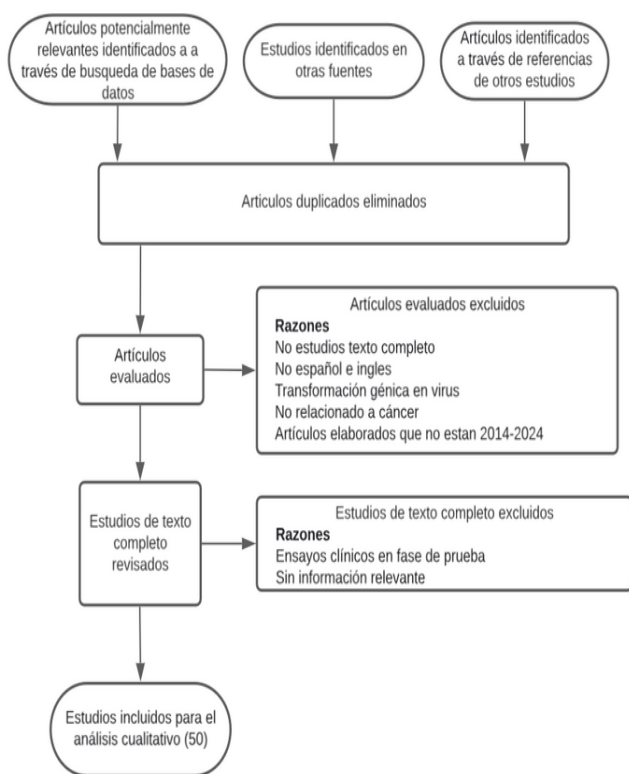 Artículos potencialmente
relevantes identificados a a
través de busqueda de bases de
datos
Estudios identificados en
otras fuentes
Artículos identificados
a través de referencias
de otros estudios
Articulos duplicados eliminados
Artículos
evaluados
Artículos evaluados excluidos
Razones
No estudios texto completo
No español e ingles
Transformación génica en virus
No relacionado a cáncer
Artículos elaborados que no estan 2014-2024
Estudios de texto
completo
revisados
Estudios de texto completo excluidos
Razones
Ensayos clínicos en fase de prueba
Sin información relevante
Estudios incluidos para el
análisis cualitativo (50)